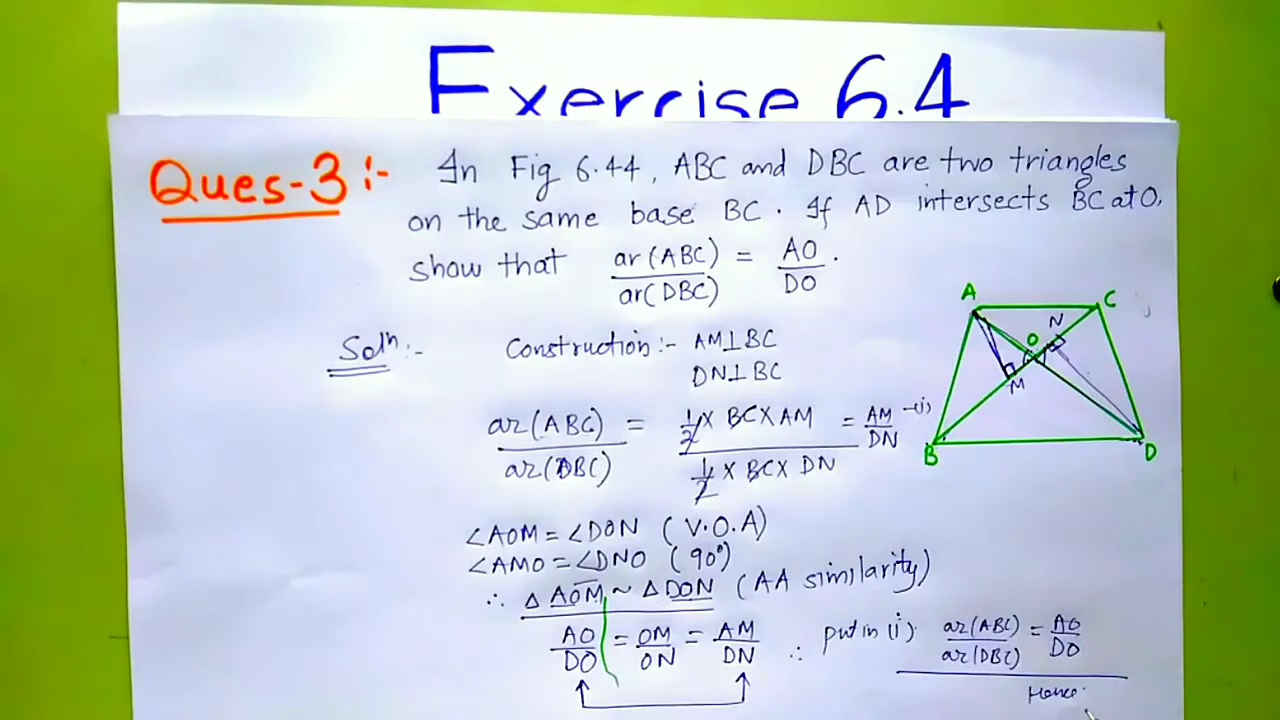 Exercise 6.4
Ques-3:- In Fig 6.44, ABC and DBC are two triangles
on the same base BC. If AD intersects BC at O,
show that ar(ABC)/ar(DBC) = AO/DO.
A C
N
O
M
B D
Soln:- Construction:- AM⊥BC
DN⊥BC
ar(ABC)/ar(DBC) = (1/2 × BC × AM)/(1/2 × BC × DN) = AM/DN -(i)
∠AOM = ∠DON (V.O.A)
∠AMO = ∠DNO (90°)
∴ △AOM ~ △DON (AA similarity)
AO/DO = OM/ON = AM/DN ∴ put in (i). ar(ABC)/ar(DBC) = AO/DO
Hence